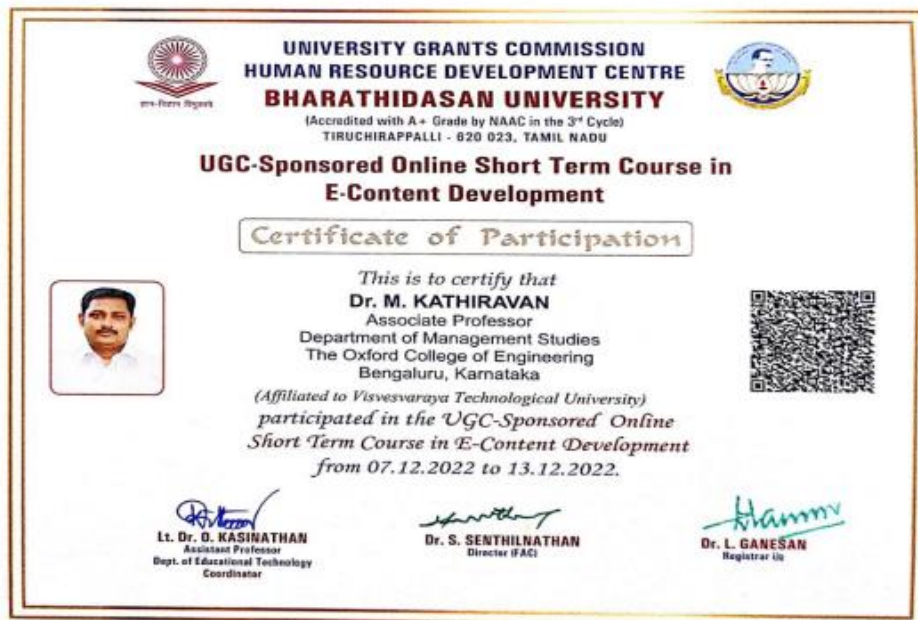 UNIVERSITY GRANTS COMMISSION
HUMAN RESOURCE DEVELOPMENT CENTRE
BHARATHIDASAN UNIVERSITY
(Accredited with A+ Grade by NAAC in the 3rd Cycle)
TIRUCHIRAPPALLI - 620 023, TAMIL NADU
ज्ञान-विज्ञान विमुक्तये
UGC-Sponsored Online Short Term Course in
E-Content Development
Certificate of Participation
This is to certify that
Dr. M. KATHIRAVAN
Associate Professor
Department of Management Studies
The Oxford College of Engineering
Bengaluru, Karnataka
(Affiliated to Visvesvaraya Technological University)
participated in the UGC-Sponsored Online
Short Term Course in E-Content Development
from 07.12.2022 to 13.12.2022.
Lt. Dr. O. KASINATHAN
Assistant Professor
Dept. of Educational Technology
Coordinator
Dr. S. SENTHILNATHAN
Director (FAC)
Dr. L. GANESAN
Registrar i/c